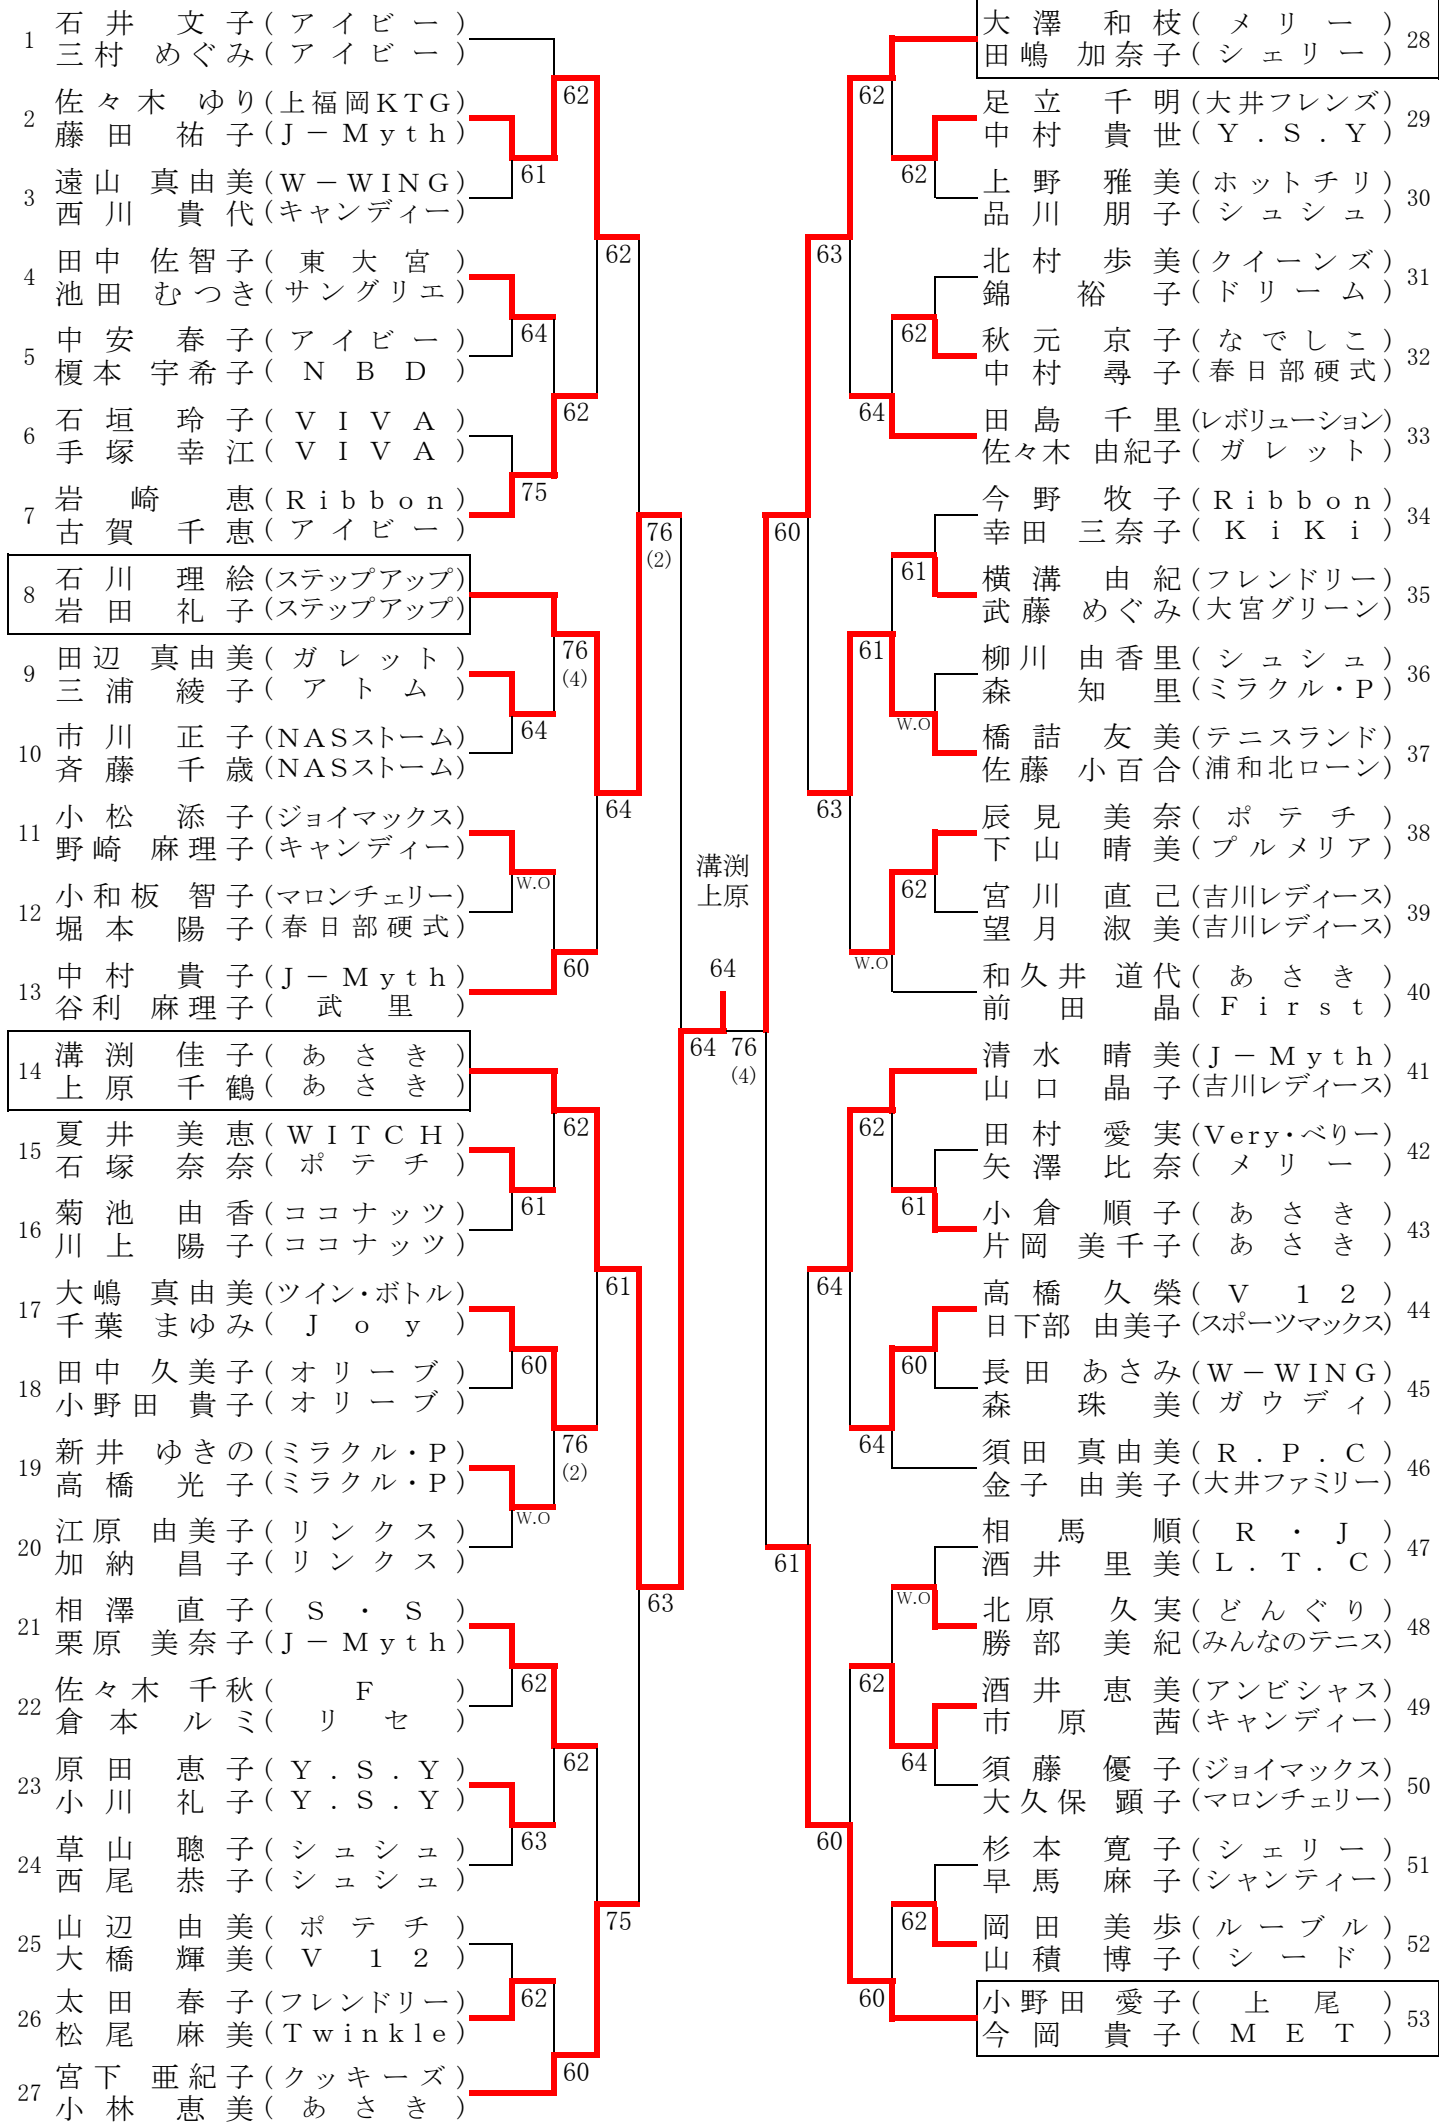 1 石井 文子(アイビー)
三村 めぐみ(アイビー)
2 佐々木 ゆり(上福岡KTG)
藤田 祐子(J－Myth)
3 遠山 真由美(W－WING)
西川 貴代(キャンディー)
4 田中 佐智子(東大宮)
池田 むつき(サングリエ)
5 中安 春子(アイビー)
榎本 宇希子(NBD)
6 石垣 玲子(VIVA)
手塚 幸江(VIVA)
7 岩崎 恵(Ribbon)
古賀 千恵(アイビー)
8 石川 理絵(ステップアップ)
岩田 礼子(ステップアップ)
9 田辺 真由美(ガレット)
三浦 綾子(アトム)
10 市川 正子(NASストーム)
斉藤 千歳(NASストーム)
11 小松 添子(ジョイマックス)
野崎 麻理子(キャンディー)
12 小和板 智子(マロンチェリー)
堀本 陽子(春日部硬式)
13 中村 貴子(J－Myth)
谷利 麻理子(武里)
14 溝渕 佳子(あさき)
上原 千鶴(あさき)
15 夏井 美恵(WITCH)
石塚 奈奈(ポテチ)
16 菊池 由香(ココナッツ)
川上 陽子(ココナッツ)
17 大嶋 真由美(ツイン・ボトル)
千葉 まゆみ(Joy)
18 田中 久美子(オリーブ)
小野田 貴子(オリーブ)
19 新井 ゆきの(ミラクル・P)
高橋 光子(ミラクル・P)
20 江原 由美子(リンクス)
加納 昌子(リンクス)
21 相澤 直子(S・S)
栗原 美奈子(J－Myth)
22 佐々木 千秋(F)
倉本 ルミ(リセ)
23 原田 恵子(Y.S.Y)
小川 礼子(Y.S.Y)
24 草山 聰子(シュシュ)
西尾 恭子(シュシュ)
25 山辺 由美(ポテチ)
大橋 輝美(V12)
26 太田 春子(フレンドリー)
松尾 麻美(Twinkle)
27 宮下 亜紀子(クッキーズ)
小林 恵美(あさき)
62
61
62
64
62
75
76
(2)
76
(4)
64
64
W.O
60
62
61
61
60
76
(2)
W.O
63
62
62
63
75
62
60
溝渕
上原
64
64
76
(4)
大澤 和枝(メリー) 28
田嶋 加奈子(シェリー)
足立 千明(大井フレンズ) 29
中村 貴世(Y.S.Y)
上野 雅美(ホットチリ) 30
品川 朋子(シュシュ)
北村 歩美(クイーンズ) 31
錦 裕子(ドリーム)
秋元 京子(なでしこ) 32
中村 尋子(春日部硬式)
田島 千里(レボリューション) 33
佐々木 由紀子(ガレット)
今野 牧子(Ribbon) 34
幸田 三奈子(KiKi)
横溝 由紀(フレンドリー) 35
武藤 めぐみ(大宮グリーン)
柳川 由香里(シュシュ) 36
森 知里(ミラクル・P)
橋詰 友美(テニスランド) 37
佐藤 小百合(浦和北ローン)
辰見 美奈(ポテチ) 38
下山 晴美(プルメリア)
宮川 直己(吉川レディース) 39
望月 淑美(吉川レディース)
和久井 道代(あさき) 40
前田 晶(First)
清水 晴美(J－Myth) 41
山口 晶子(吉川レディース)
田村 愛実(Very・べりー) 42
矢澤 比奈(メリー)
小倉 順子(あさき) 43
片岡 美千子(あさき)
高橋 久榮(V12) 44
日下部 由美子(スポーツマックス)
長田 あさみ(W－WING) 45
森 珠美(ガウディ)
須田 真由美(R.P.C) 46
金子 由美子(大井ファミリー)
相馬 順(R・J) 47
酒井 里美(L.T.C)
北原 久実(どんぐり) 48
勝部 美紀(みんなのテニス)
酒井 恵美(アンビシャス) 49
市原 茜(キャンディー)
須藤 優子(ジョイマックス) 50
大久保 顕子(マロンチェリー)
杉本 寛子(シェリー) 51
早馬 麻子(シャンティー)
岡田 美歩(ルーブル) 52
山積 博子(シード)
小野田 愛子(上尾) 53
今岡 貴子(MET)
62
62
63
62
64
60
61
61
W.O
63
62
W.O
62
61
64
60
64
61
W.O
62
64
60
62
60